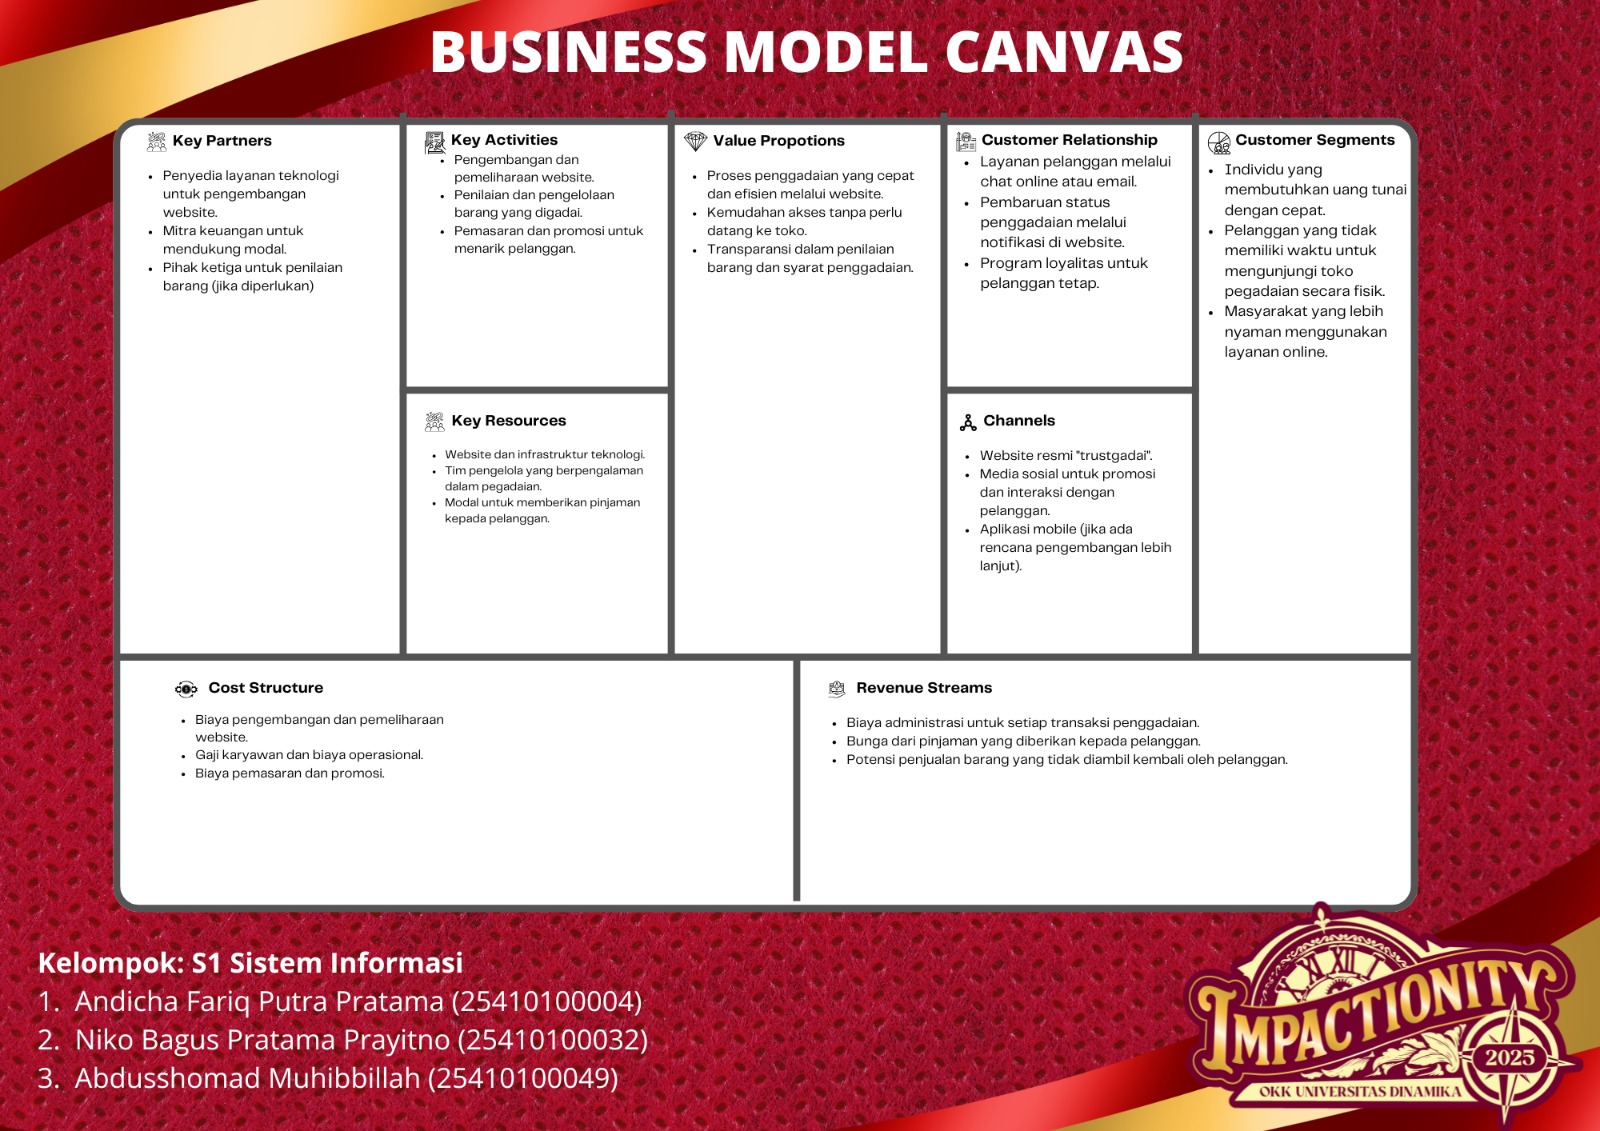 BUSINESS MODEL CANVAS
Key Partners
Penyedia layanan teknologi
untuk pengembangan
website.
Mitra keuangan untuk
mendukung modal.
Pihak ketiga untuk penilaian
barang (jika diperlukan)
Key Activities
Pengembangan dan
pemeliharaan website.
Penilaian dan pengelolaan
barang yang digadai.
Pemasaran dan promosi untuk
menarik pelanggan.
Key Resources
Website dan infrastruktur teknologi.
Tim pengelola yang berpengalaman
dalam pegadaian.
Modal untuk memberikan pinjaman
kepada pelanggan.
Value Propotions
Proses penggadaian yang cepat
dan efisien melalui website.
Kemudahan akses tanpa perlu
datang ke toko.
Transparansi dalam penilaian
barang dan syarat penggadaian.
Customer Relationship
Layanan pelanggan melalui
chat online atau email.
Pembaruan status
penggadaian melalui
notifikasi di website.
Program loyalitas untuk
pelanggan tetap.
Channels
Website resmi "trustgadai".
Media sosial untuk promosi
dan interaksi dengan
pelanggan.
Aplikasi mobile (jika ada
rencana pengembangan lebih
lanjut).
Customer Segments
Individu yang
membutuhkan uang tunai
dengan cepat.
Pelanggan yang tidak
memiliki waktu untuk
mengunjungi toko
pegadaian secara fisik.
Masyarakat yang lebih
nyaman menggunakan
layanan online.
Cost Structure
Biaya pengembangan dan pemeliharaan
website.
Gaji karyawan dan biaya operasional.
Biaya pemasaran dan promosi.
Revenue Streams
Biaya administrasi untuk setiap transaksi penggadaian.
Bunga dari pinjaman yang diberikan kepada pelanggan.
Potensi penjualan barang yang tidak diambil kembali oleh pelanggan.
Kelompok: S1 Sistem Informasi
1. Andicha Fariq Putra Pratama (25410100004)
2. Niko Bagus Pratama Prayitno (25410100032)
3. Abdusshomad Muhibbillah (25410100049)
XI XII I
IMPACTIONITY
2025
OKK UNIVERSITAS DINAMIKA